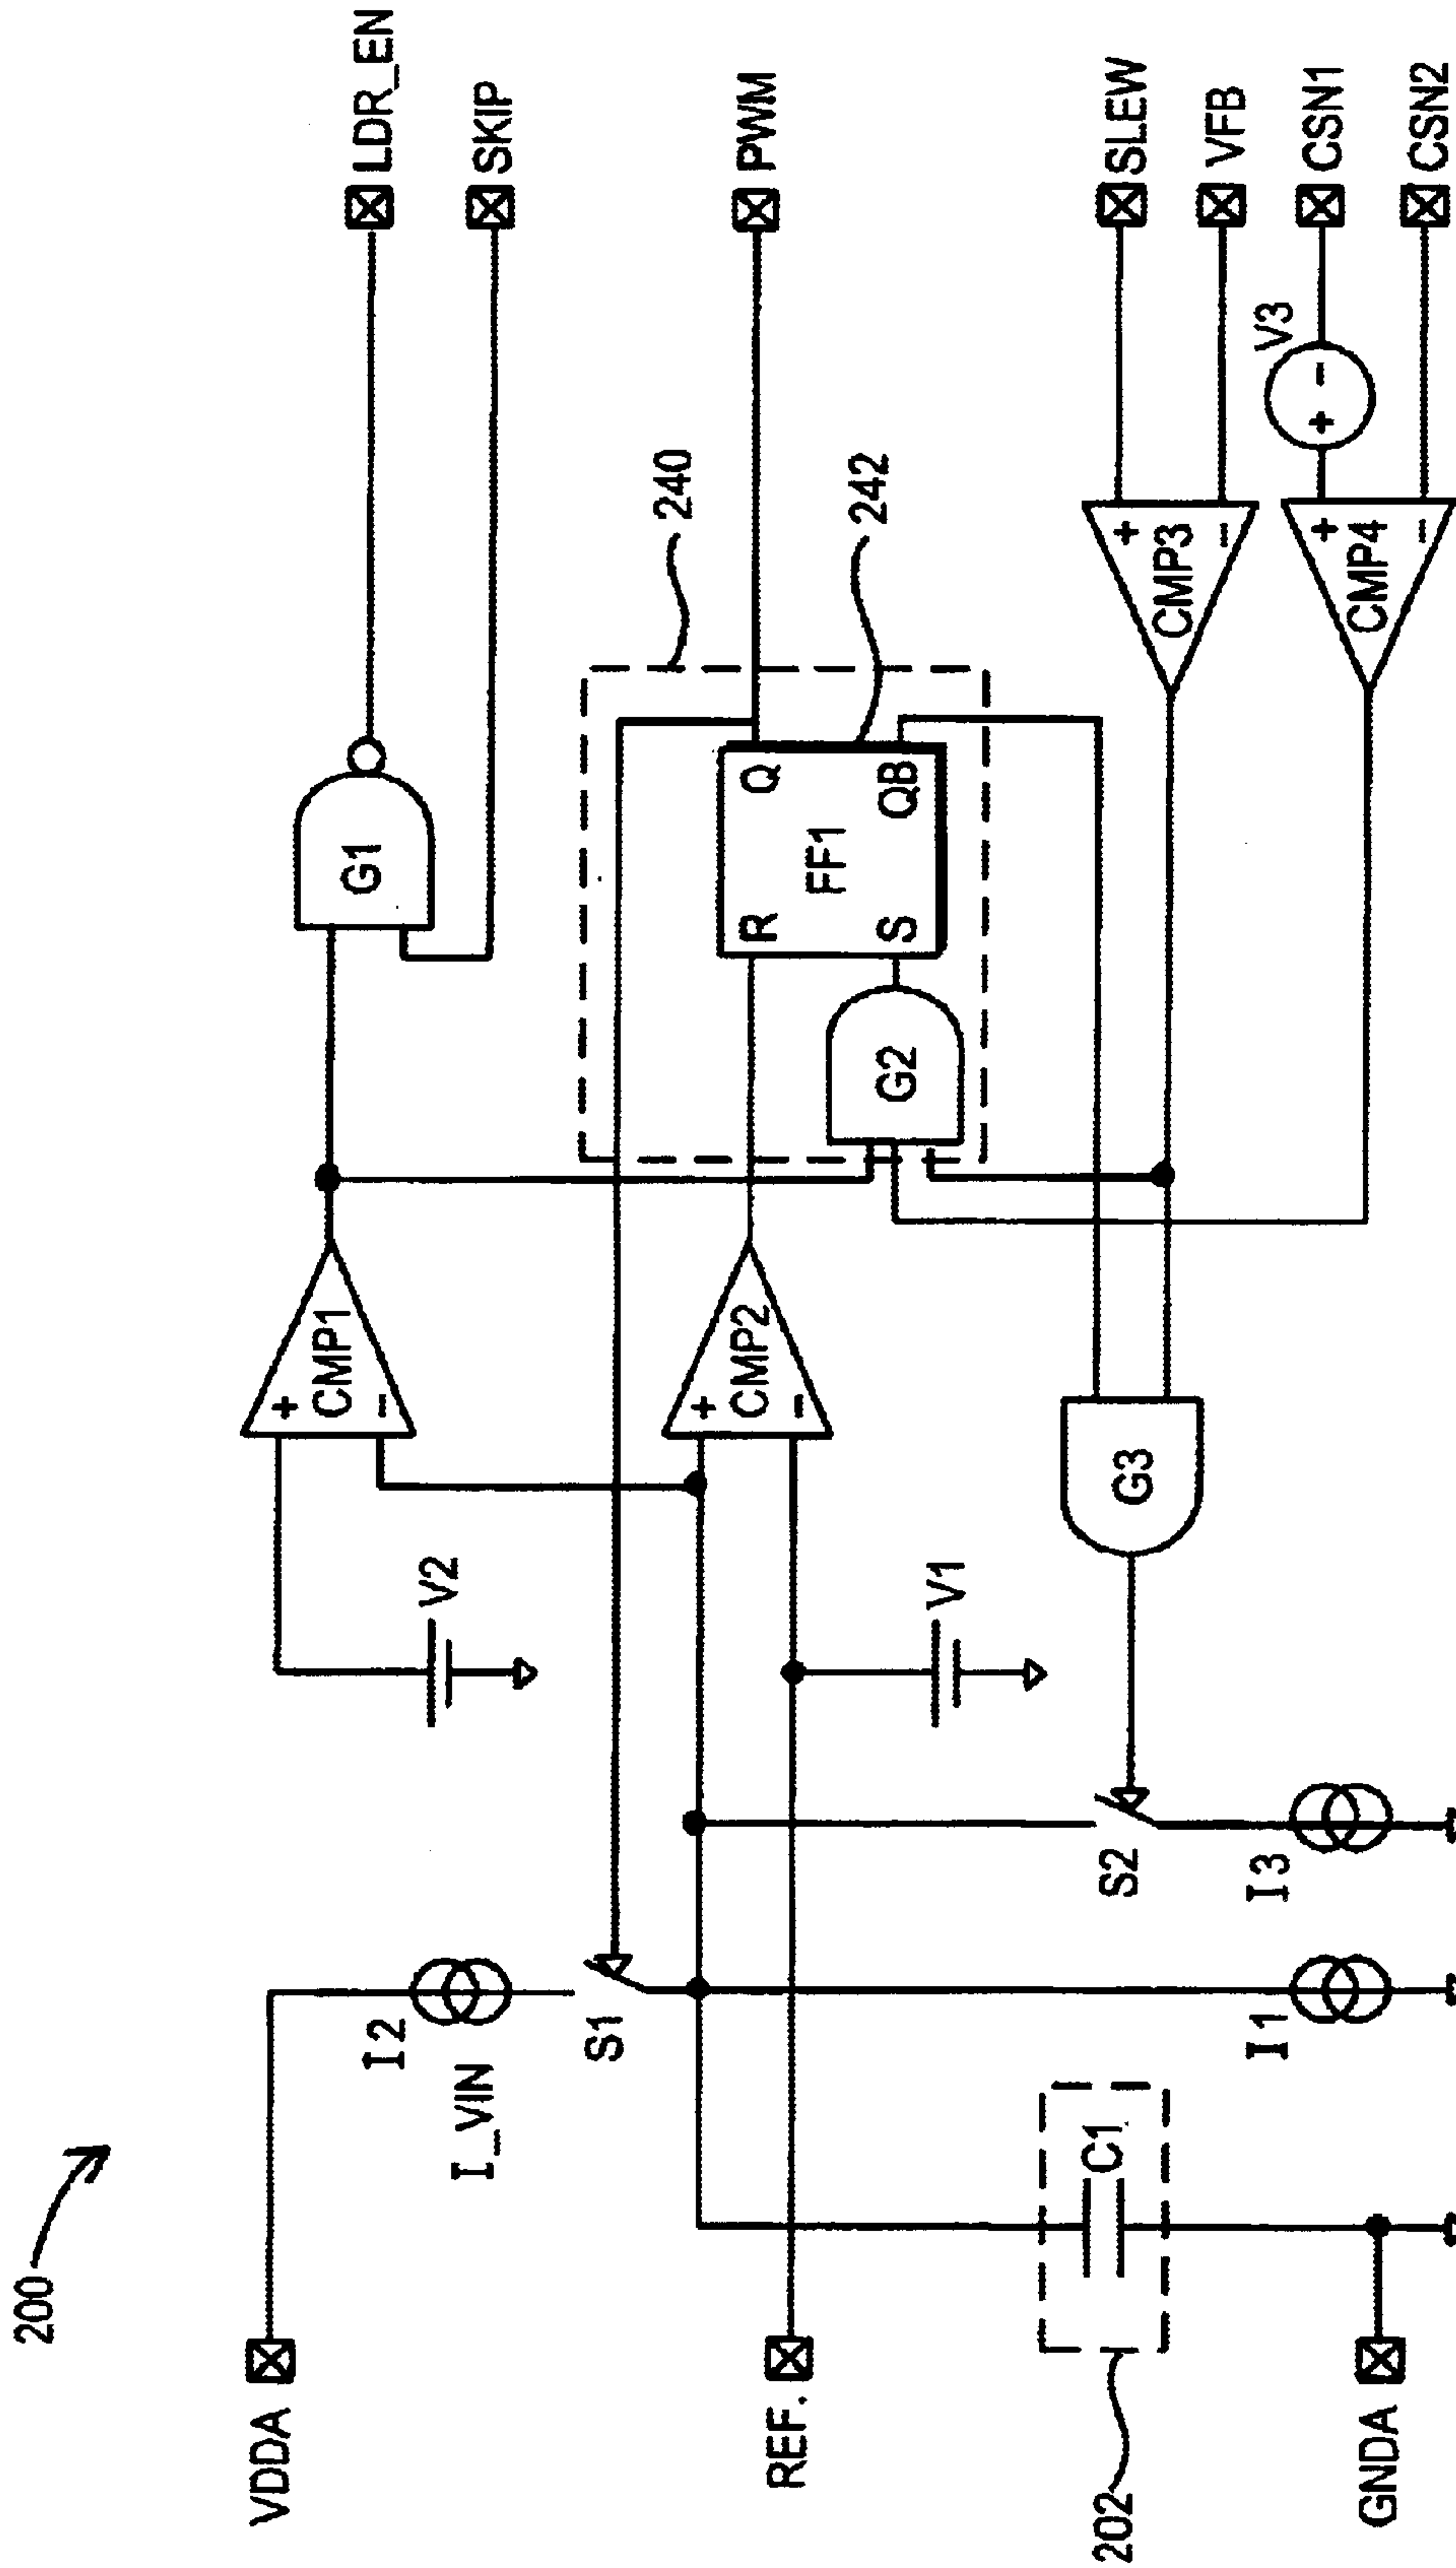 200
VDDA
I2
I_VIN
S1
V2
+
CMP1
-
G1
LDR_EN
SKIP
REF.
+
CMP2
-
V1
240
R
Q
FF1
S
QB
G2
242
PWM
202
C1
S2
I1
I3
G3
GNDA
+
CMP3
-
SLEW
VFB
+
CMP4
-
+ -
V3
CSN1
CSN2